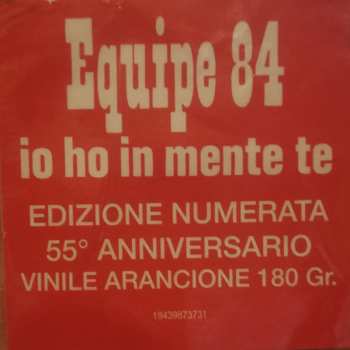 Equipe 84
io ho in mente te
EDIZIONE NUMERATA
55° ANNIVERSARIO
VINILE ARANCIONE 180 Gr.
19439873731